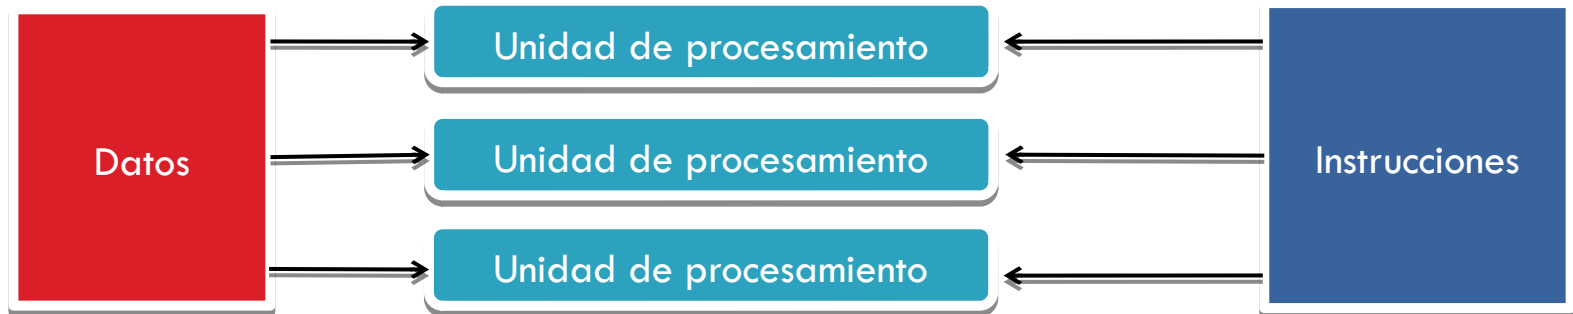 Unidad de procesamiento
Datos
Unidad de procesamiento
Instrucciones
Unidad de procesamiento